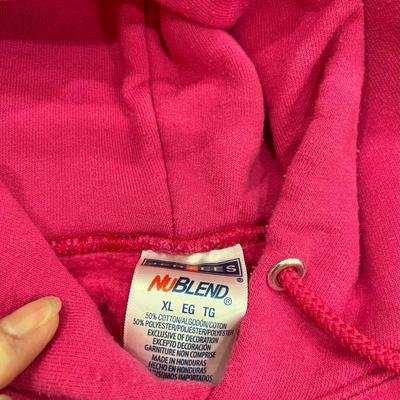 JERZEES
NUBLEND®
XL EG TG
50% COTTON/ALGODÓN/COTON
50% POLYESTER/POLIÉSTER/POLYESTER
EXCLUSIVE OF DECORATION
EXCEPTO DECORACIÓN
GARNITURE NON COMPRISE
MADE IN HONDURAS
HECHO EN HONDURAS